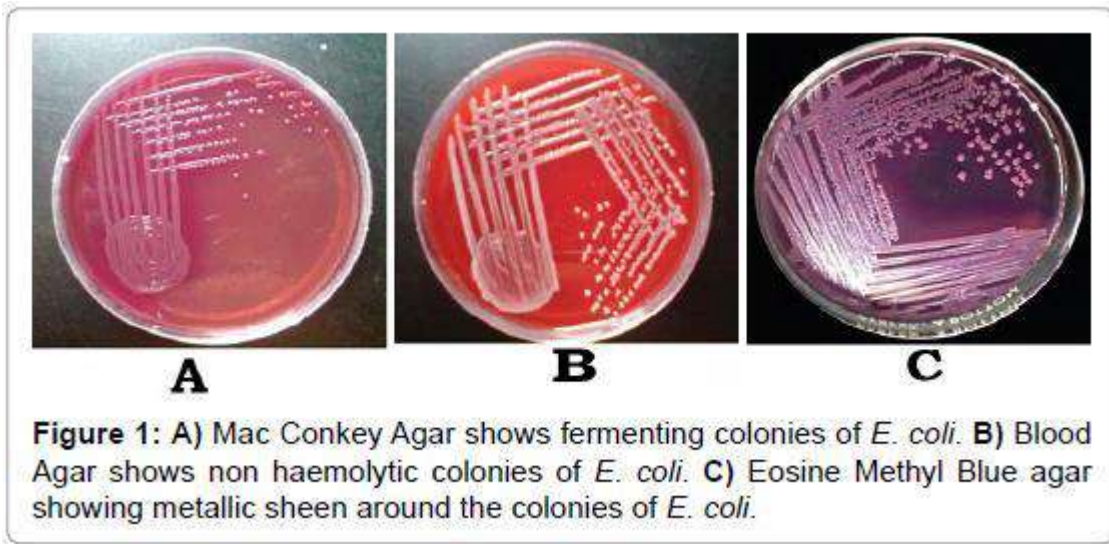 A
B
C
Figure 1: A) Mac Conkey Agar shows fermenting colonies of E. coli. B) Blood
Agar shows non haemolytic colonies of E. coli. C) Eosine Methyl Blue agar
showing metallic sheen around the colonies of E. coli.